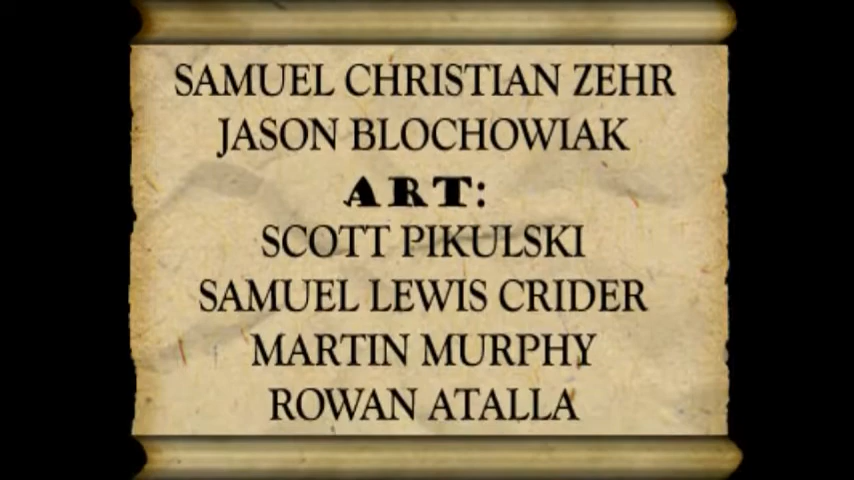 SAMUEL CHRISTIAN ZEHR
JASON BLOCHOWIAK
ART:
SCOTT PIKULSKI
SAMUEL LEWIS CRIDER
MARTIN MURPHY
ROWAN ATALLA